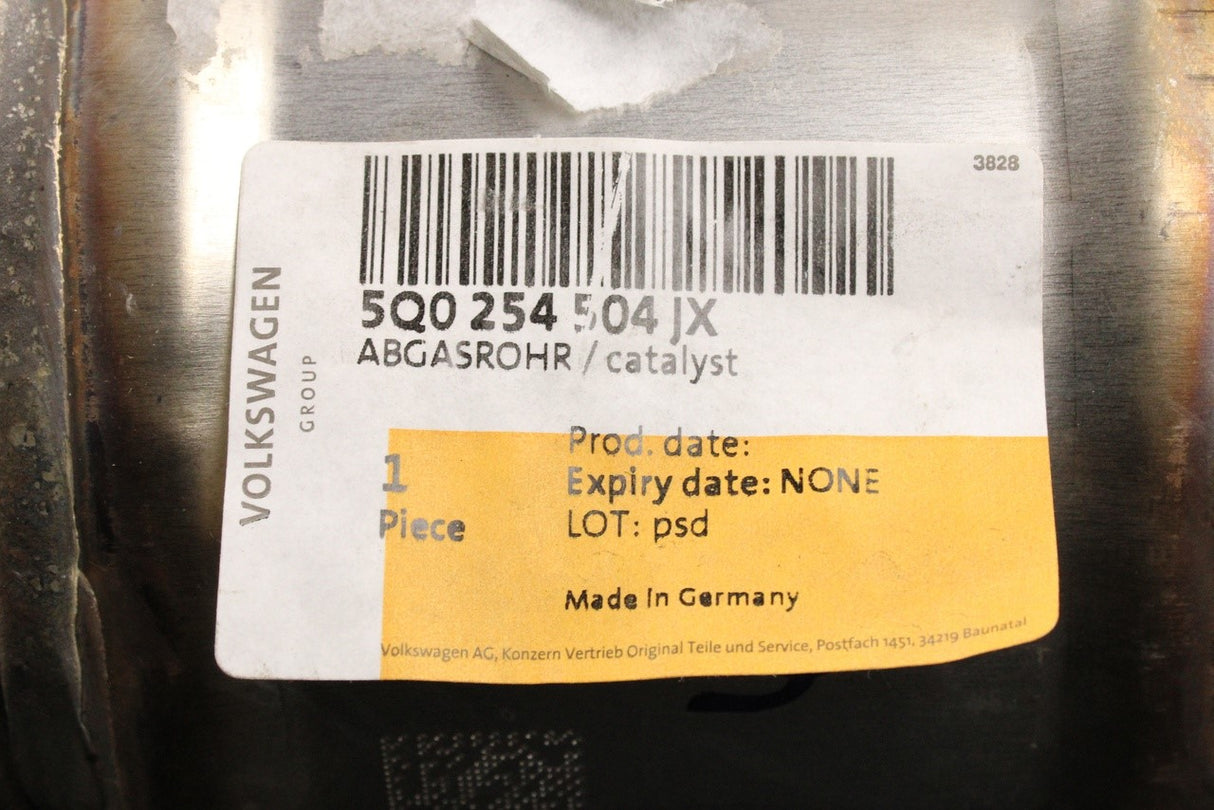 3828
5Q0 254 504 JX
ABGASROHR / catalyst
VOLKSWAGEN
GROUP
1
Piece
Prod. date:
Expiry date: NONE
LOT: psd
Made in Germany
Volkswagen AG, Konzern Vertrieb Original Teile und Service, Postfach 1451, 34219 Baunatal